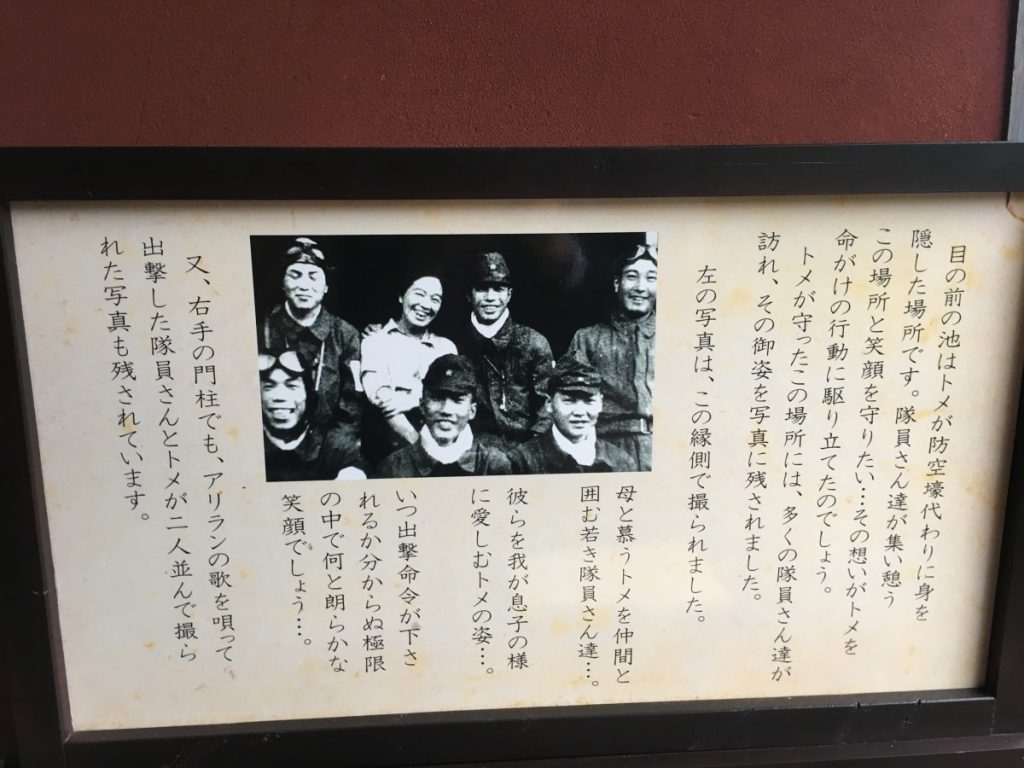 目の前の池はトメが防空壕代わりに身を
隠した場所です。隊員さん達が集い憩う
この場所と笑顔を守りたい…その想いがトメを
命がけの行動に駆り立てたのでしょう。
トメが守ったこの場所には、多くの隊員さん達が
訪れ、その御姿を写真に残されました。
左の写真は、この縁側で撮られました。
母と慕うトメを仲間と
囲む若き隊員さん達…。
彼らを我が息子の様
に愛しむトメの姿…。
いつ出撃命令が下さ
れるか分からぬ極限
の中で何と朗らかな
笑顔でしょう…。
又、右手の門柱でも、アリランの歌を唄って
出撃した隊員さんとトメが二人並んで撮ら
れた写真も残されています。